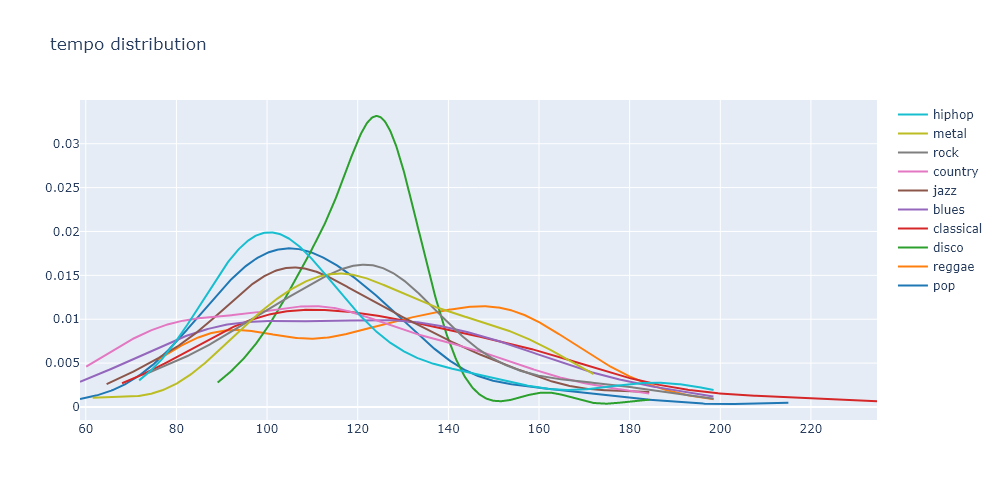 tempo distribution
0.03
0.025
0.02
0.015
0.01
0.005
0
60 80 100 120 140 160 180 200 220
hiphop
metal
rock
country
jazz
blues
classical
disco
reggae
pop